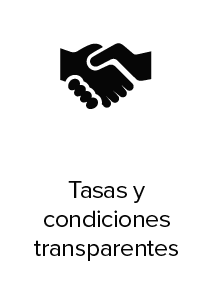 Tasas y
condiciones
transparentes